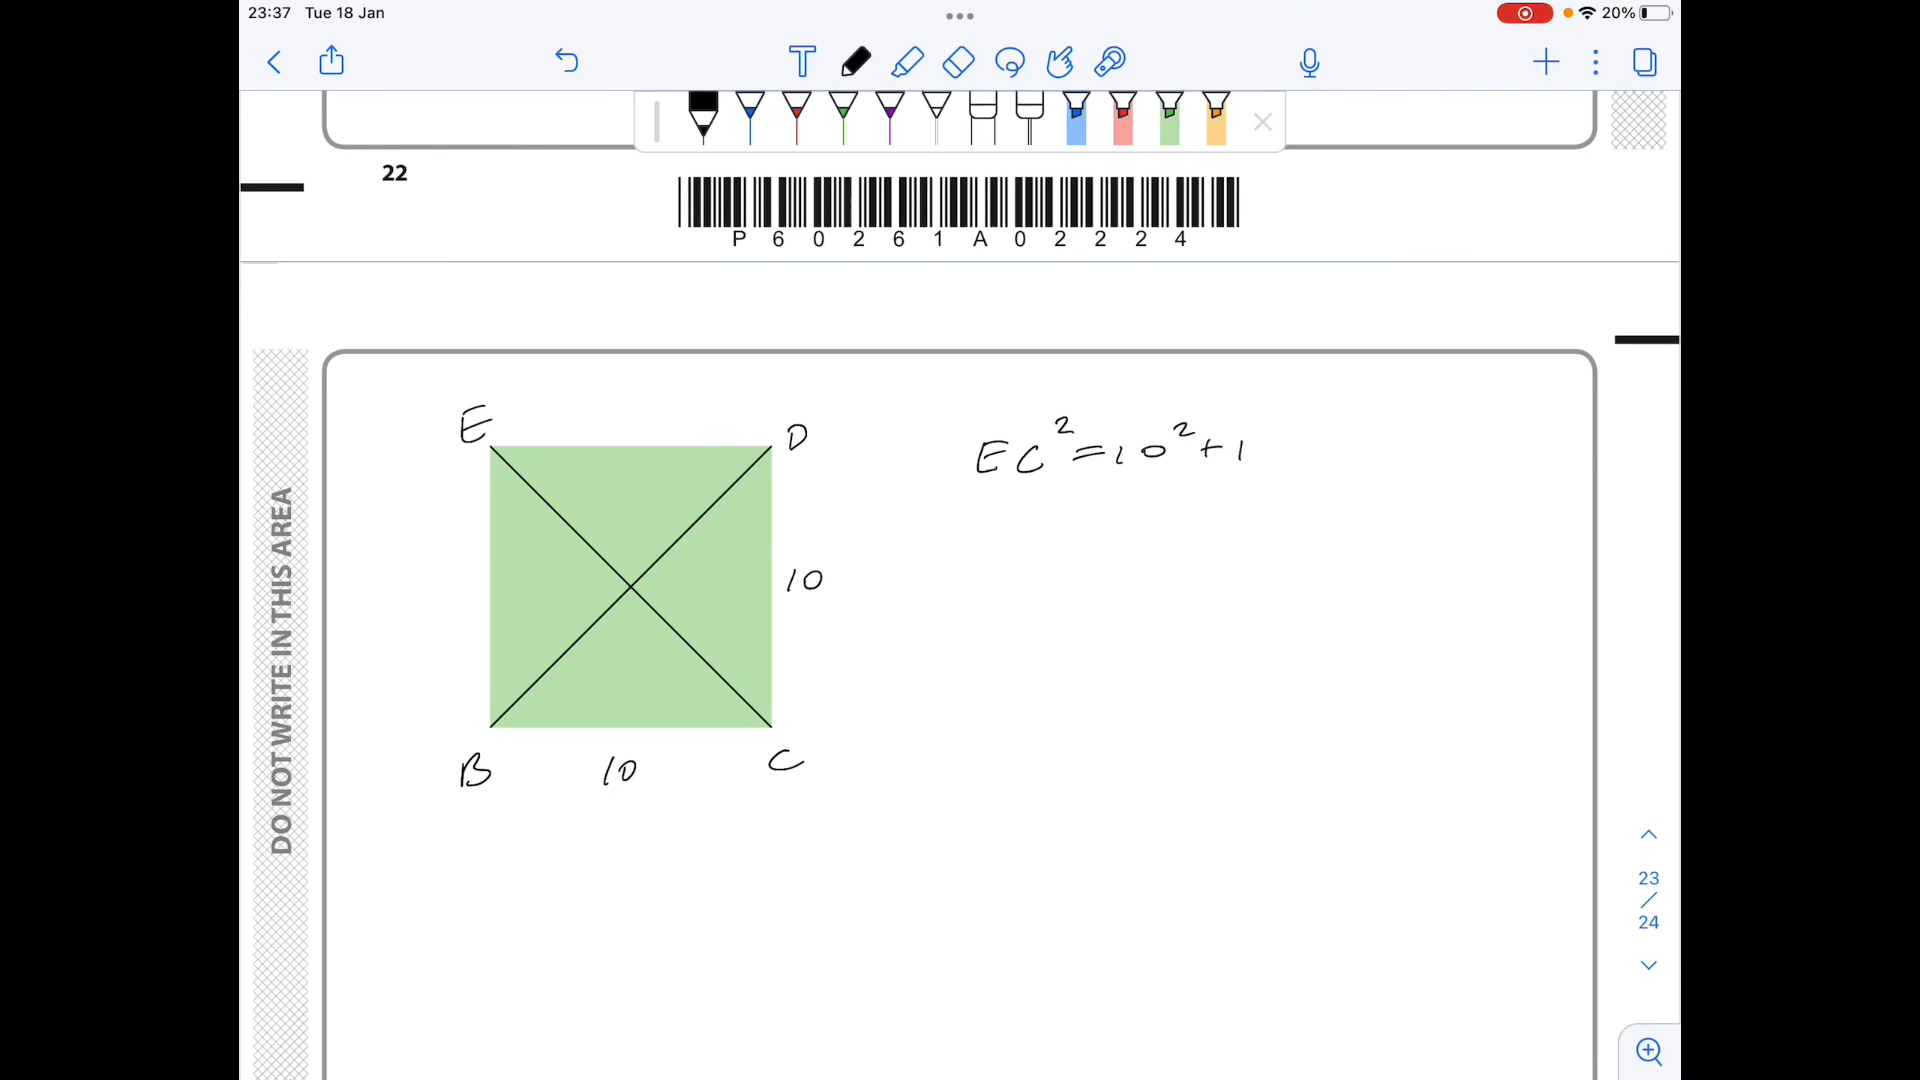 23:37 Tue 18 Jan
20%
T
22
P 6 0 2 6 1 A 0 2 2 2 4
DO NOT WRITE IN THIS AREA
E
D
EC² = 10² + 1
10
B
10
C
23
/
24